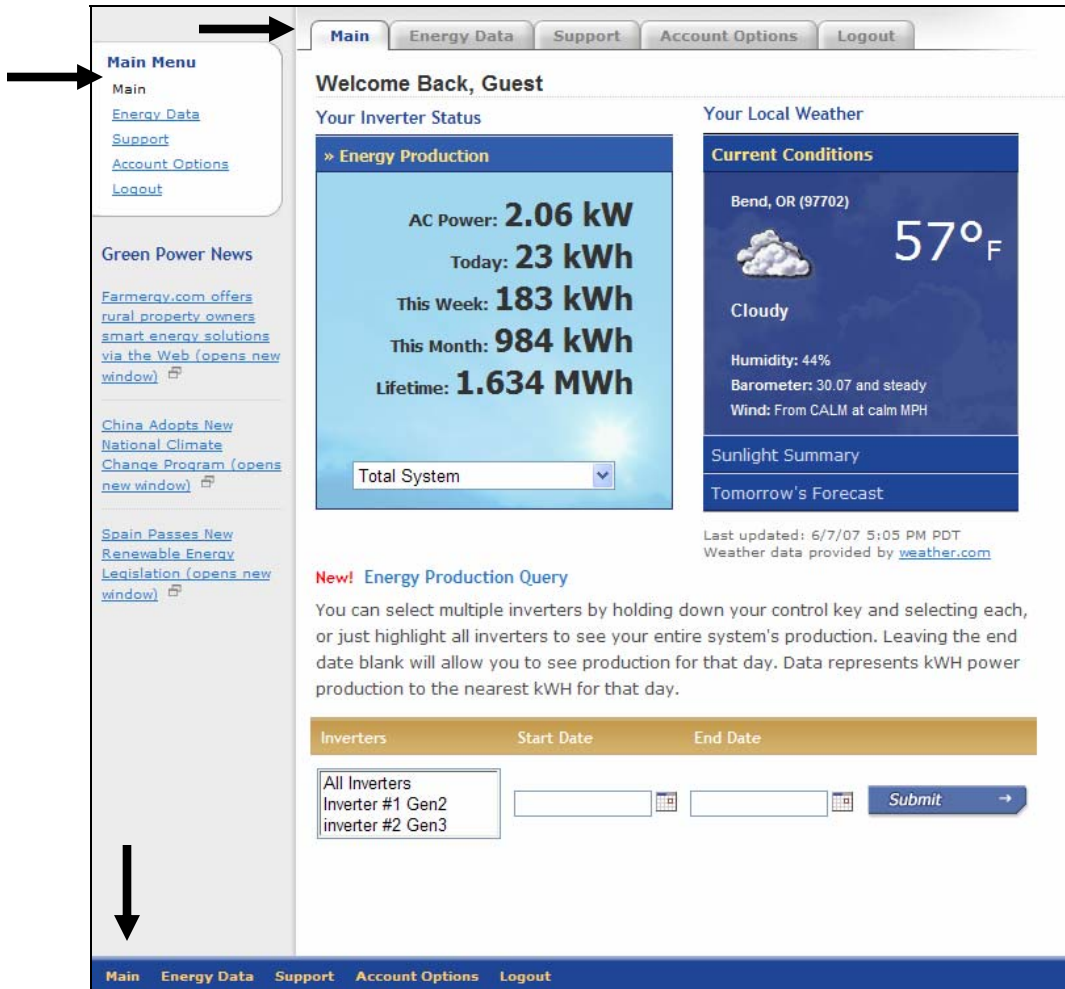 Main Energy Data Support Account Options Logout
Main Menu
Main
Energy Data
Support
Account Options
Logout
Green Power News
Farmergy.com offers
rural property owners
smart energy solutions
via the Web (opens new
window)
China Adopts New
National Climate
Change Program (opens
new window)
Spain Passes New
Renewable Energy
Legislation (opens new
window)
Welcome Back, Guest
Your Inverter Status
» Energy Production
AC Power: 2.06 kW
Today: 23 kWh
This Week: 183 kWh
This Month: 984 kWh
Lifetime: 1.634 MWh
Total System
Your Local Weather
Current Conditions
Bend, OR (97702)
57°F
Cloudy
Humidity: 44%
Barometer: 30.07 and steady
Wind: From CALM at calm MPH
Sunlight Summary
Tomorrow's Forecast
Last updated: 6/7/07 5:05 PM PDT
Weather data provided by weather.com
New! Energy Production Query
You can select multiple inverters by holding down your control key and selecting each,
or just highlight all inverters to see your entire system's production. Leaving the end
date blank will allow you to see production for that day. Data represents kWH power
production to the nearest kWH for that day.
Inverters Start Date End Date
All Inverters
Inverter #1 Gen2
inverter #2 Gen3
Submit →
Main Energy Data Support Account Options Logout